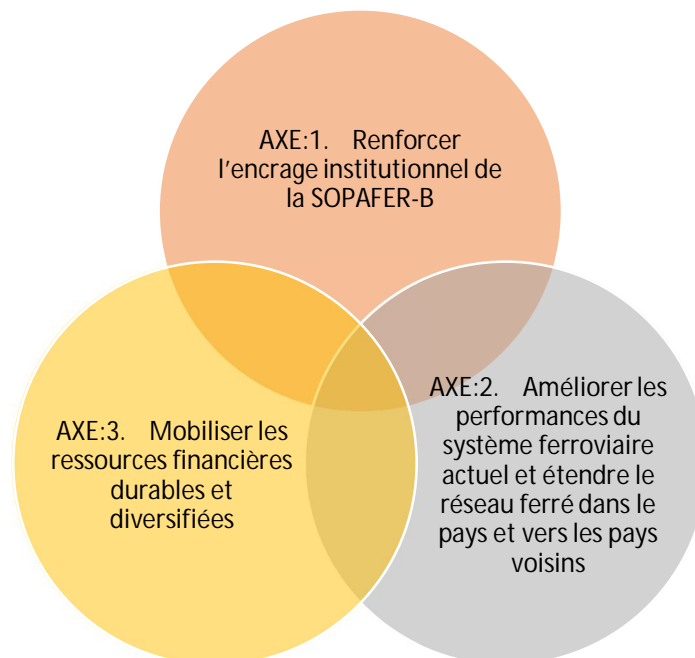 AXE:1. Renforcer
l'encrage institutionnel de
la SOPAFER-B
AXE:2. Améliorer les
performances du
système ferroviaire
actuel et étendre le
réseau ferré dans le
pays et vers les pays
voisins
AXE:3. Mobiliser les
ressources financières
durables et
diversifiées